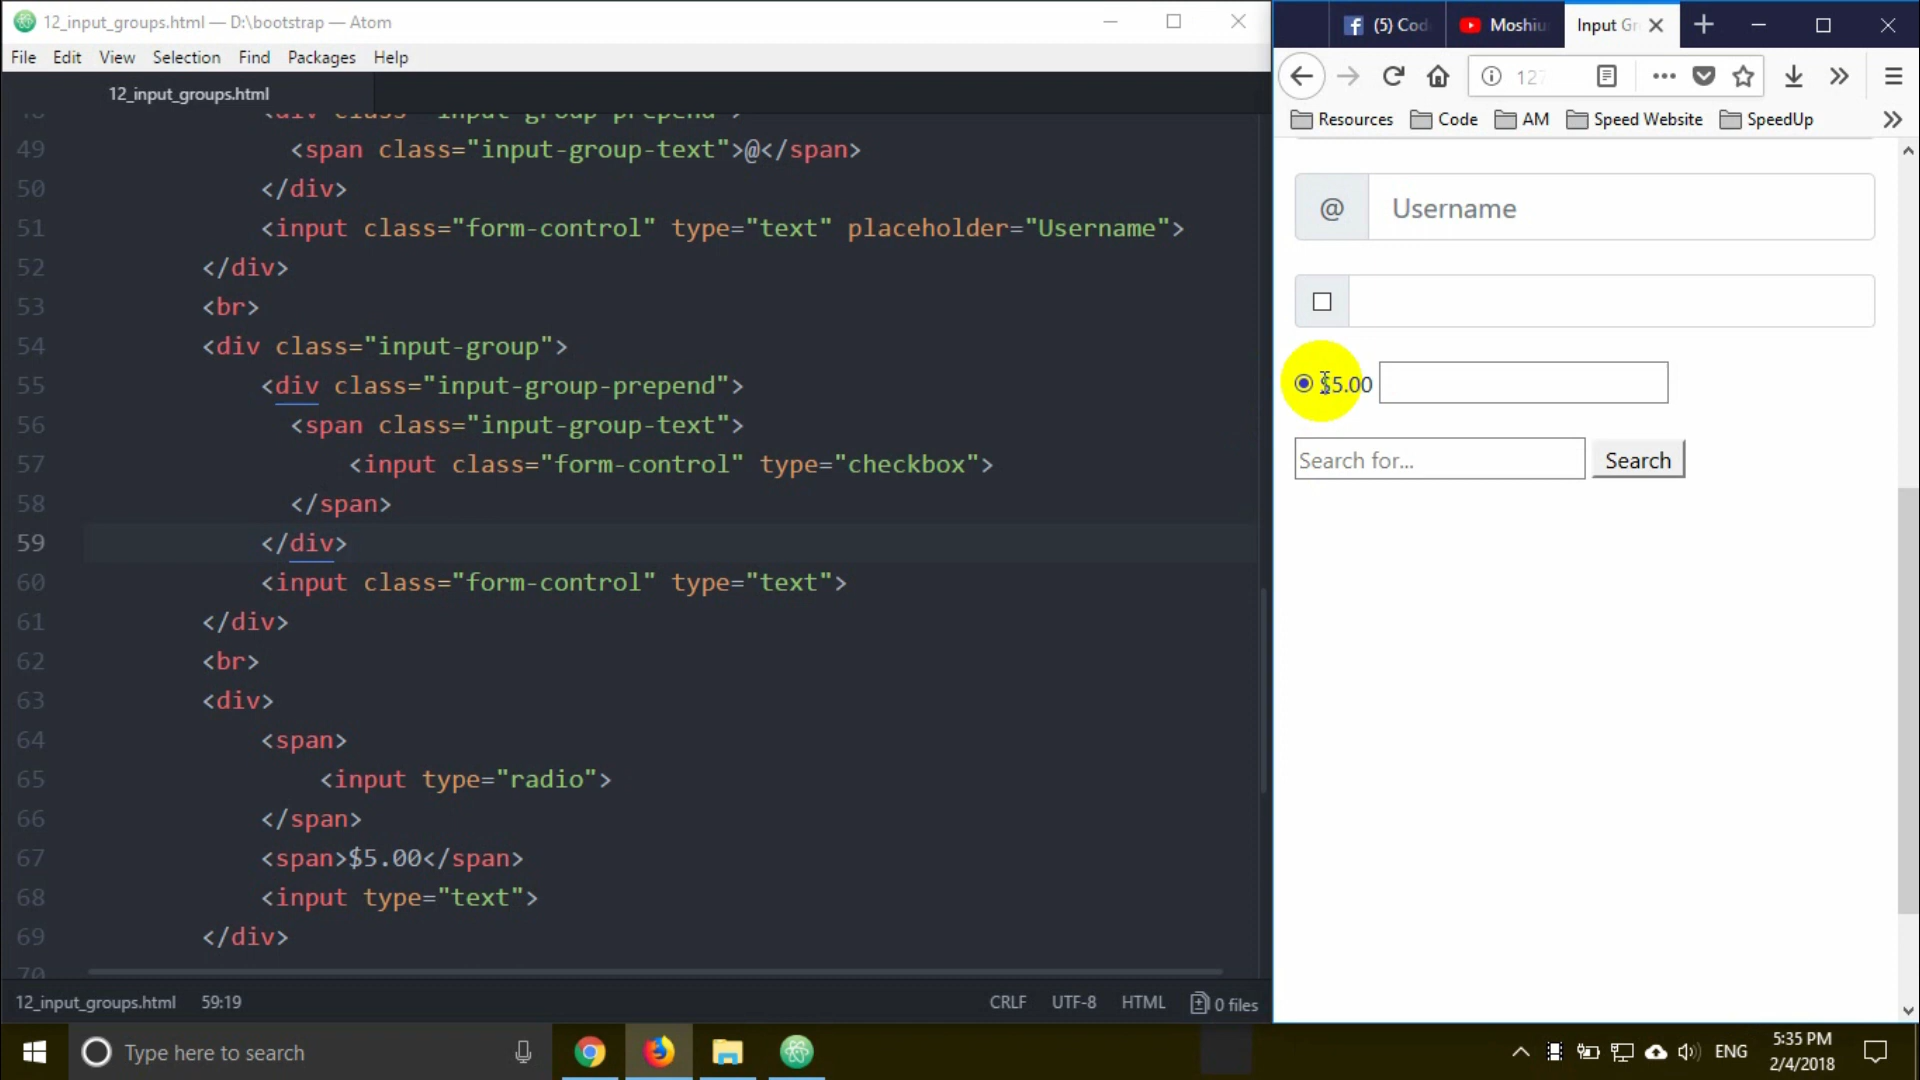 12_input_groups.html — D:\bootstrap — Atom
File Edit View Selection Find Packages Help
12_input_groups.html
49 <span class="input-group-text">@</span>
50 </div>
51 <input class="form-control" type="text" placeholder="Username">
52 </div>
53 <br>
54 <div class="input-group">
55 <div class="input-group-prepend">
56 <span class="input-group-text">
57 <input class="form-control" type="checkbox">
58 </span>
59 </div>
60 <input class="form-control" type="text">
61 </div>
62 <br>
63 <div>
64 <span>
65 <input type="radio">
66 </span>
67 <span>$5.00</span>
68 <input type="text">
69 </div>
70
12_input_groups.html 59:19 CRLF UTF-8 HTML 0 files
(5) Cod Moshiu Input Gr
127
Resources Code AM Speed Website SpeedUp
@ Username
$5.00
Search for... Search
Type here to search
ENG
5:35 PM
2/4/2018